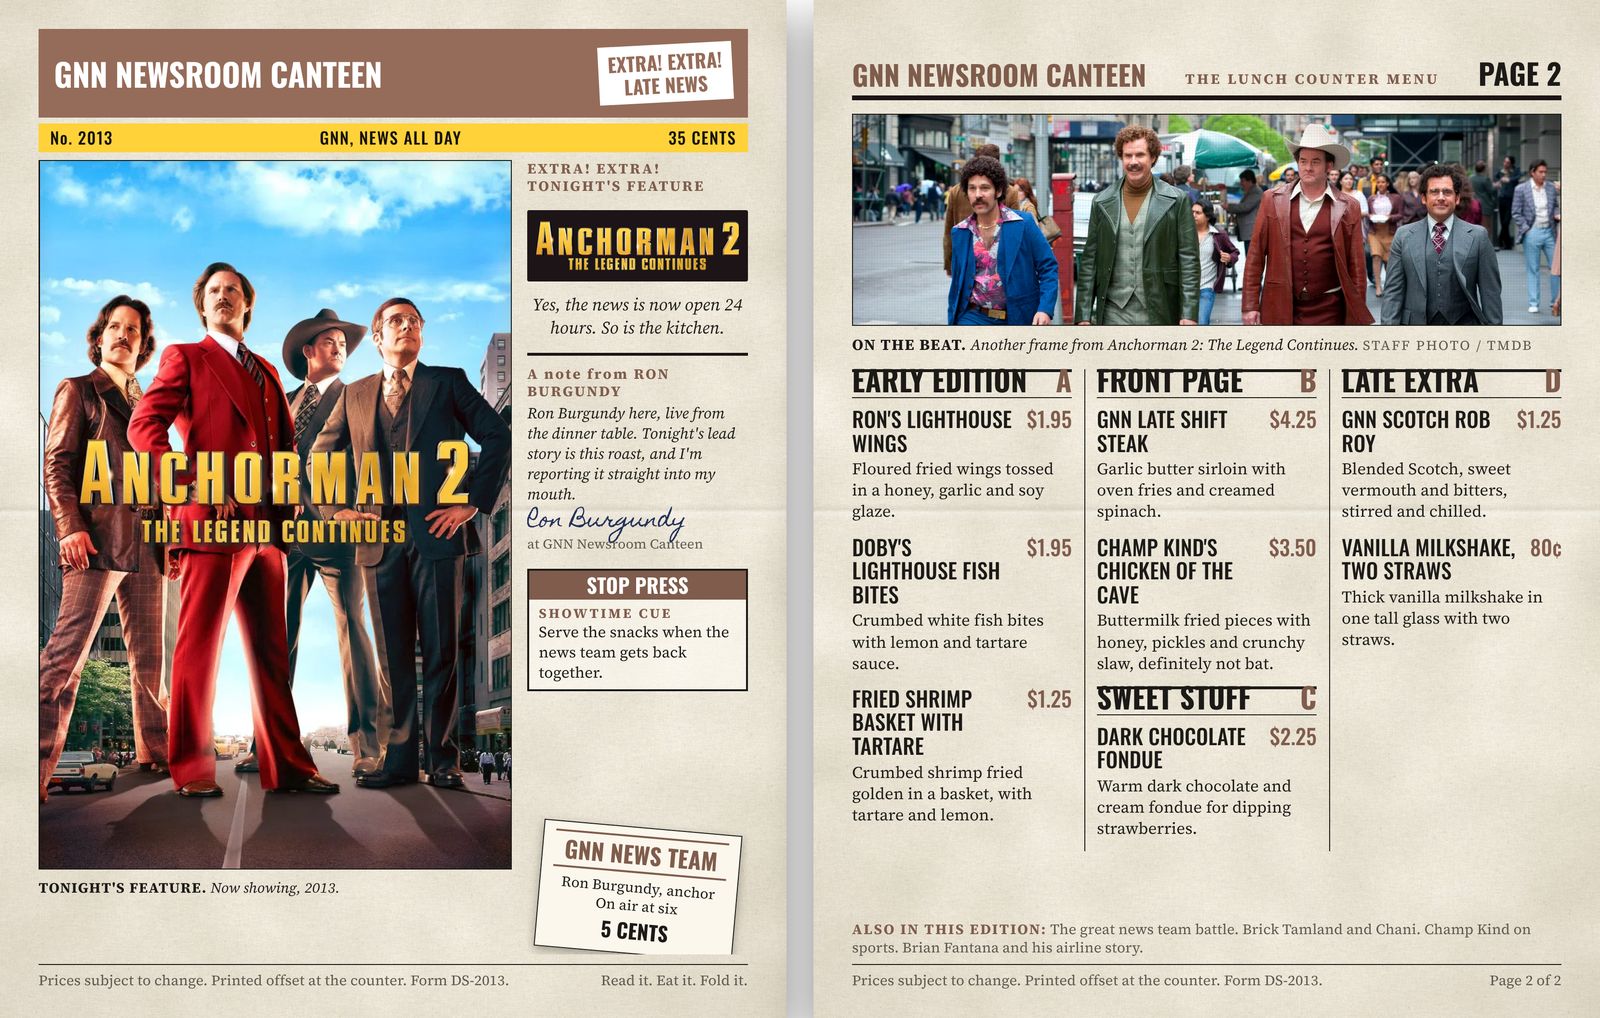 GNN NEWSROOM CANTEEN
EXTRA! EXTRA!
LATE NEWS
No. 2013
GNN, NEWS ALL DAY
35 CENTS
ANCHORMAN 2
THE LEGEND CONTINUES
TONIGHT'S FEATURE. Now showing, 2013.
EXTRA! EXTRA!
TONIGHT'S FEATURE
ANCHORMAN 2
THE LEGEND CONTINUES
Yes, the news is now open 24
hours. So is the kitchen.
A note from RON
BURGUNDY
Ron Burgundy here, live from
the dinner table. Tonight's lead
story is this roast, and I'm
reporting it straight into my
mouth.
Ron Burgundy
at GNN Newsroom Canteen
STOP PRESS
SHOWTIME CUE
Serve the snacks when the
news team gets back
together.
GNN NEWS TEAM
Ron Burgundy, anchor
On air at six
5 CENTS
Prices subject to change. Printed offset at the counter. Form DS-2013.
Read it. Eat it. Fold it.
GNN NEWSROOM CANTEEN
THE LUNCH COUNTER MENU
PAGE 2
ON THE BEAT. Another frame from Anchorman 2: The Legend Continues. STAFF PHOTO / TMDB
EARLY EDITION A
RON'S LIGHTHOUSE $1.95
WINGS
Floured fried wings tossed
in a honey, garlic and soy
glaze.
DOBY'S $1.95
LIGHTHOUSE FISH
BITES
Crumbed white fish bites
with lemon and tartare
sauce.
FRIED SHRIMP $1.25
BASKET WITH
TARTARE
Crumbed shrimp fried
golden in a basket, with
tartare and lemon.
FRONT PAGE B
GNN LATE SHIFT $4.25
STEAK
Garlic butter sirloin with
oven fries and creamed
spinach.
CHAMP KIND'S $3.50
CHICKEN OF THE
CAVE
Buttermilk fried pieces with
honey, pickles and crunchy
slaw, definitely not bat.
SWEET STUFF C
DARK CHOCOLATE $2.25
FONDUE
Warm dark chocolate and
cream fondue for dipping
strawberries.
LATE EXTRA D
GNN SCOTCH ROB $1.25
ROY
Blended Scotch, sweet
vermouth and bitters,
stirred and chilled.
VANILLA MILKSHAKE, 80¢
TWO STRAWS
Thick vanilla milkshake in
one tall glass with two
straws.
ALSO IN THIS EDITION: The great news team battle. Brick Tamland and Chani. Champ Kind on
sports. Brian Fantana and his airline story.
Prices subject to change. Printed offset at the counter. Form DS-2013.
Page 2 of 2